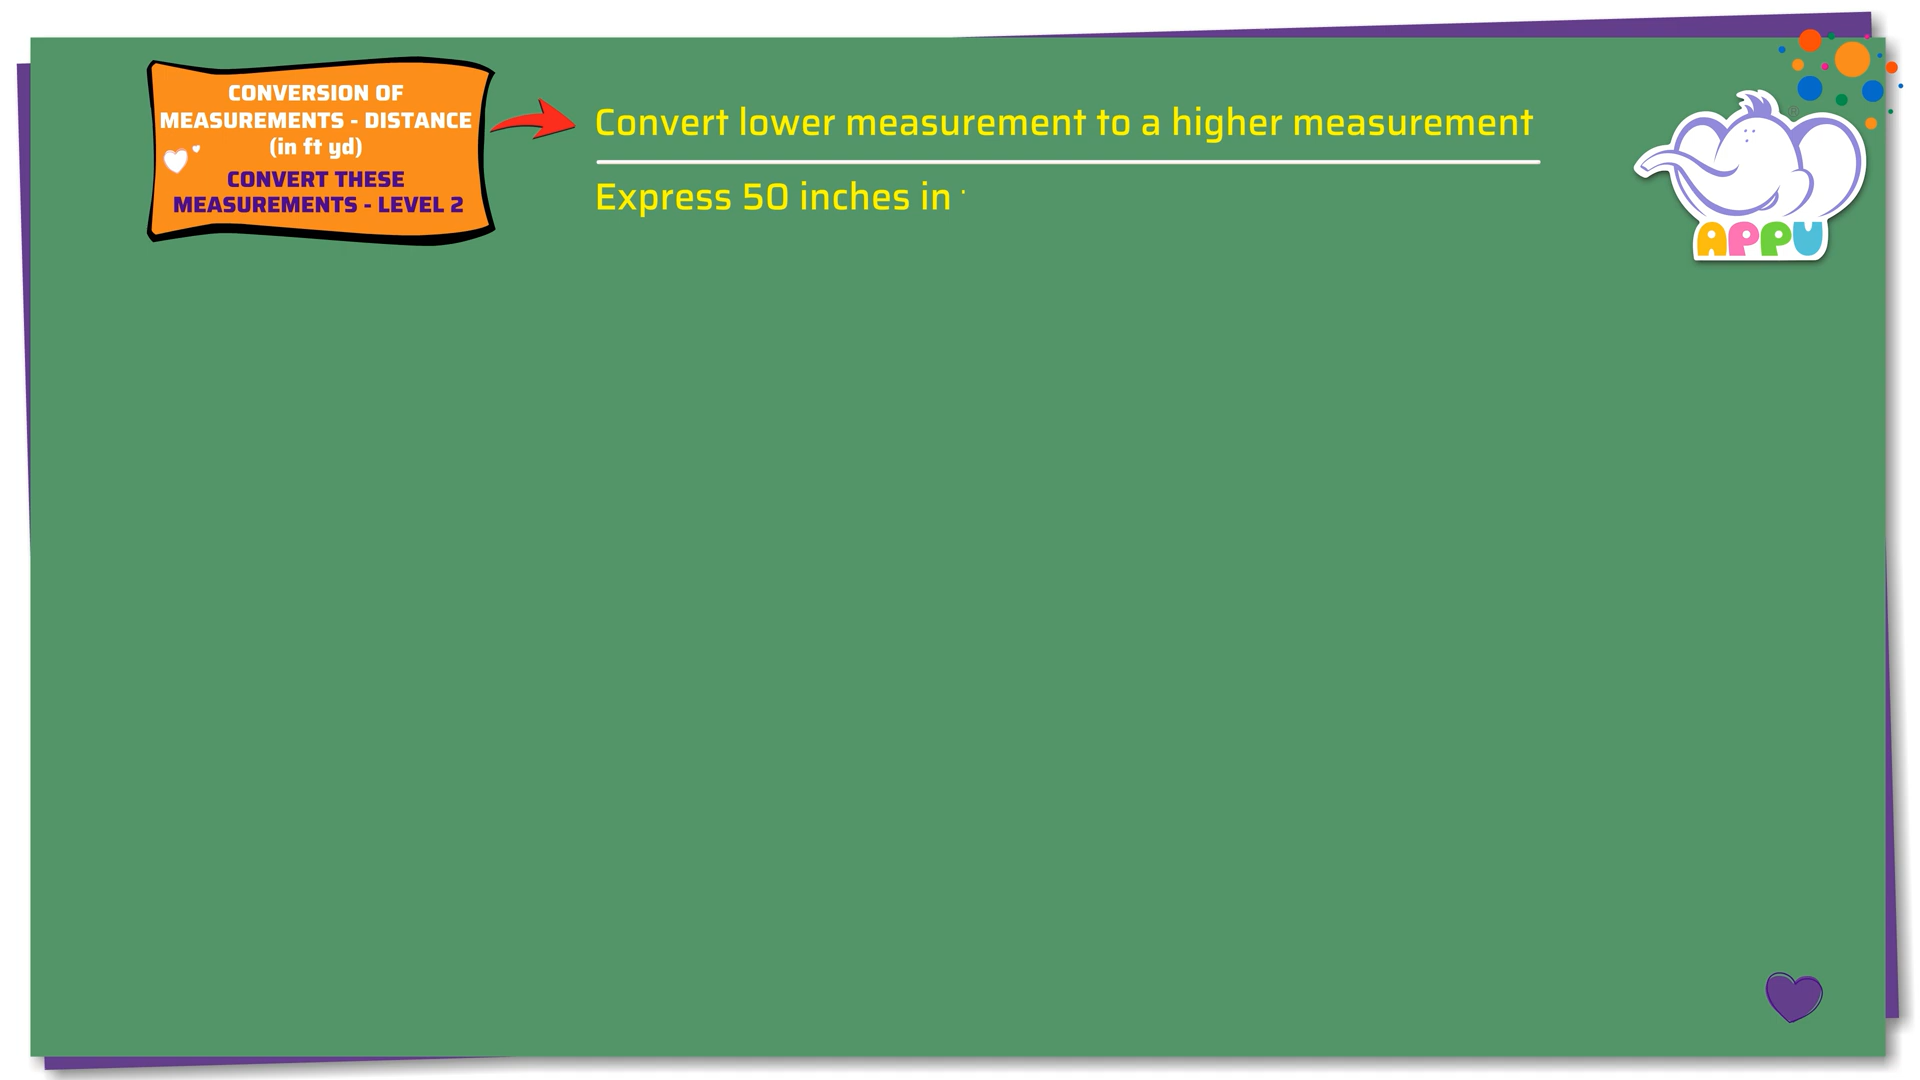 CONVERSION OF
MEASUREMENTS - DISTANCE
(in ft yd)
CONVERT THESE
MEASUREMENTS - LEVEL 2
Convert lower measurement to a higher measurement
Express 50 inches in
APPU